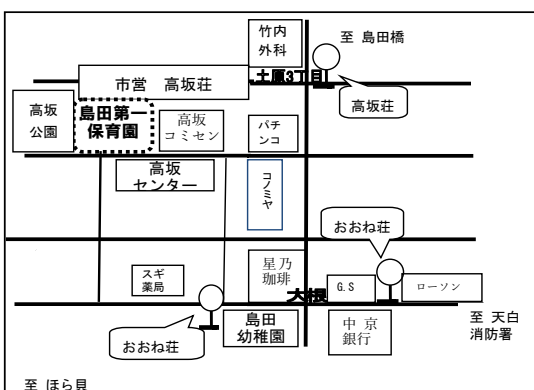 竹内
外科
至 島田橋
市営 高坂荘
土原3丁目
高坂荘
高坂
公園
島田第一
保育園
高坂
コミセン
パチ
ンコ
高坂
センター
コノミヤ
おおね荘
スギ
薬局
星乃
珈琲
大根
G.S
ローソン
おおね荘
島田
幼稚園
中京
銀行
至 天白
消防署
至 ほら貝